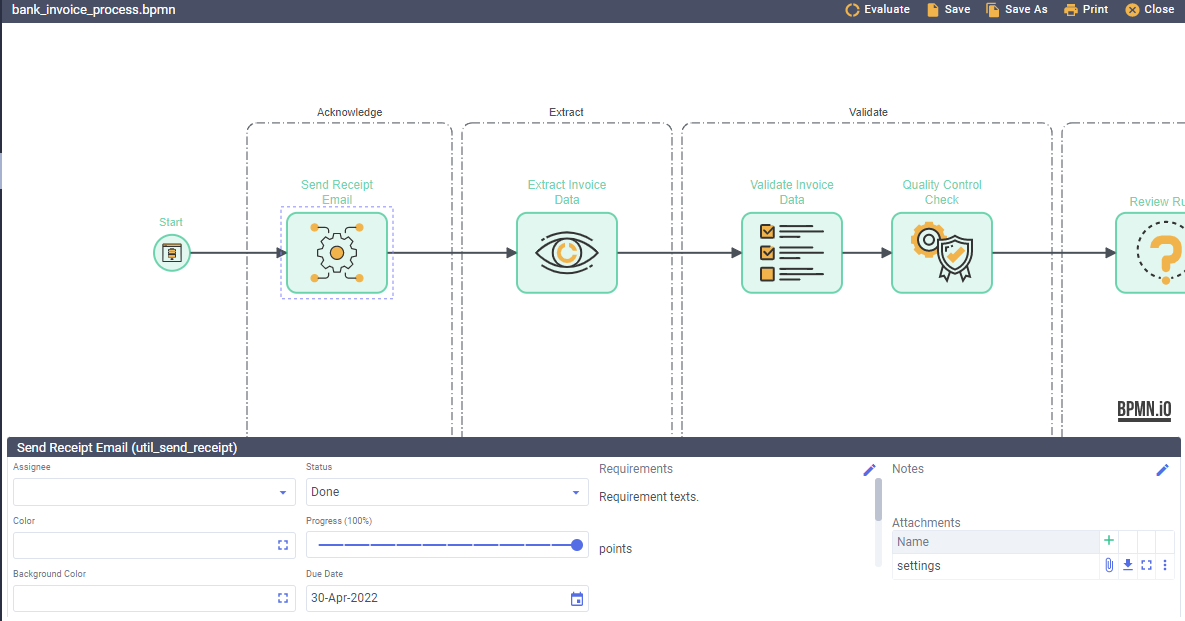 bank_invoice_process.bpmn
Evaluate
Save
Save As
Print
Close
Acknowledge
Extract
Validate
Start
Send Receipt
Email
Extract Invoice
Data
Validate Invoice
Data
Quality Control
Check
Review Ru
BPMN.iO
Send Receipt Email (util_send_receipt)
Assignee
Status
Done
Requirements
Requirement texts.
points
Notes
Color
Progress (100%)
Attachments
Name
settings
Background Color
Due Date
30-Apr-2022